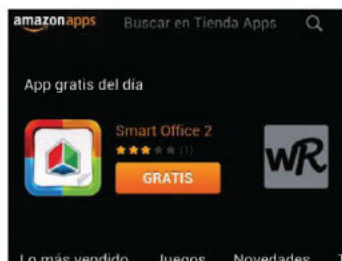 amazonapps Buscar en Tienda Apps
App gratis del día
Smart Office 2
(1)
GRATIS
WR
Lo más vendido Juegos Novedades